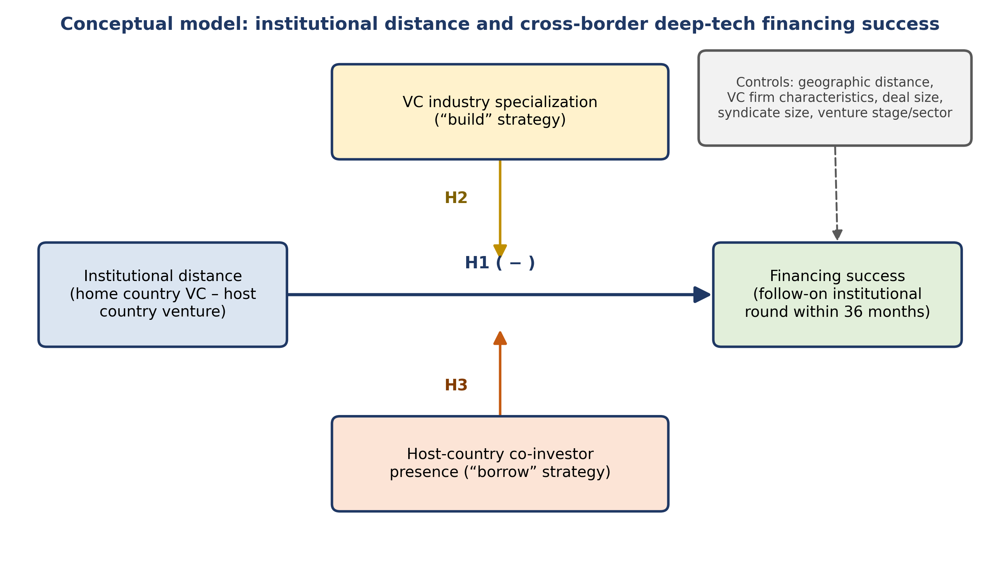 Conceptual model: institutional distance and cross-border deep-tech financing success
Controls: geographic distance,
VC firm characteristics, deal size,
syndicate size, venture stage/sector
VC industry specialization
(“build” strategy)
H2
H1 ( − )
Institutional distance
(home country VC – host
country venture)
Financing success
(follow-on institutional
round within 36 months)
H3
Host-country co-investor
presence (“borrow” strategy)